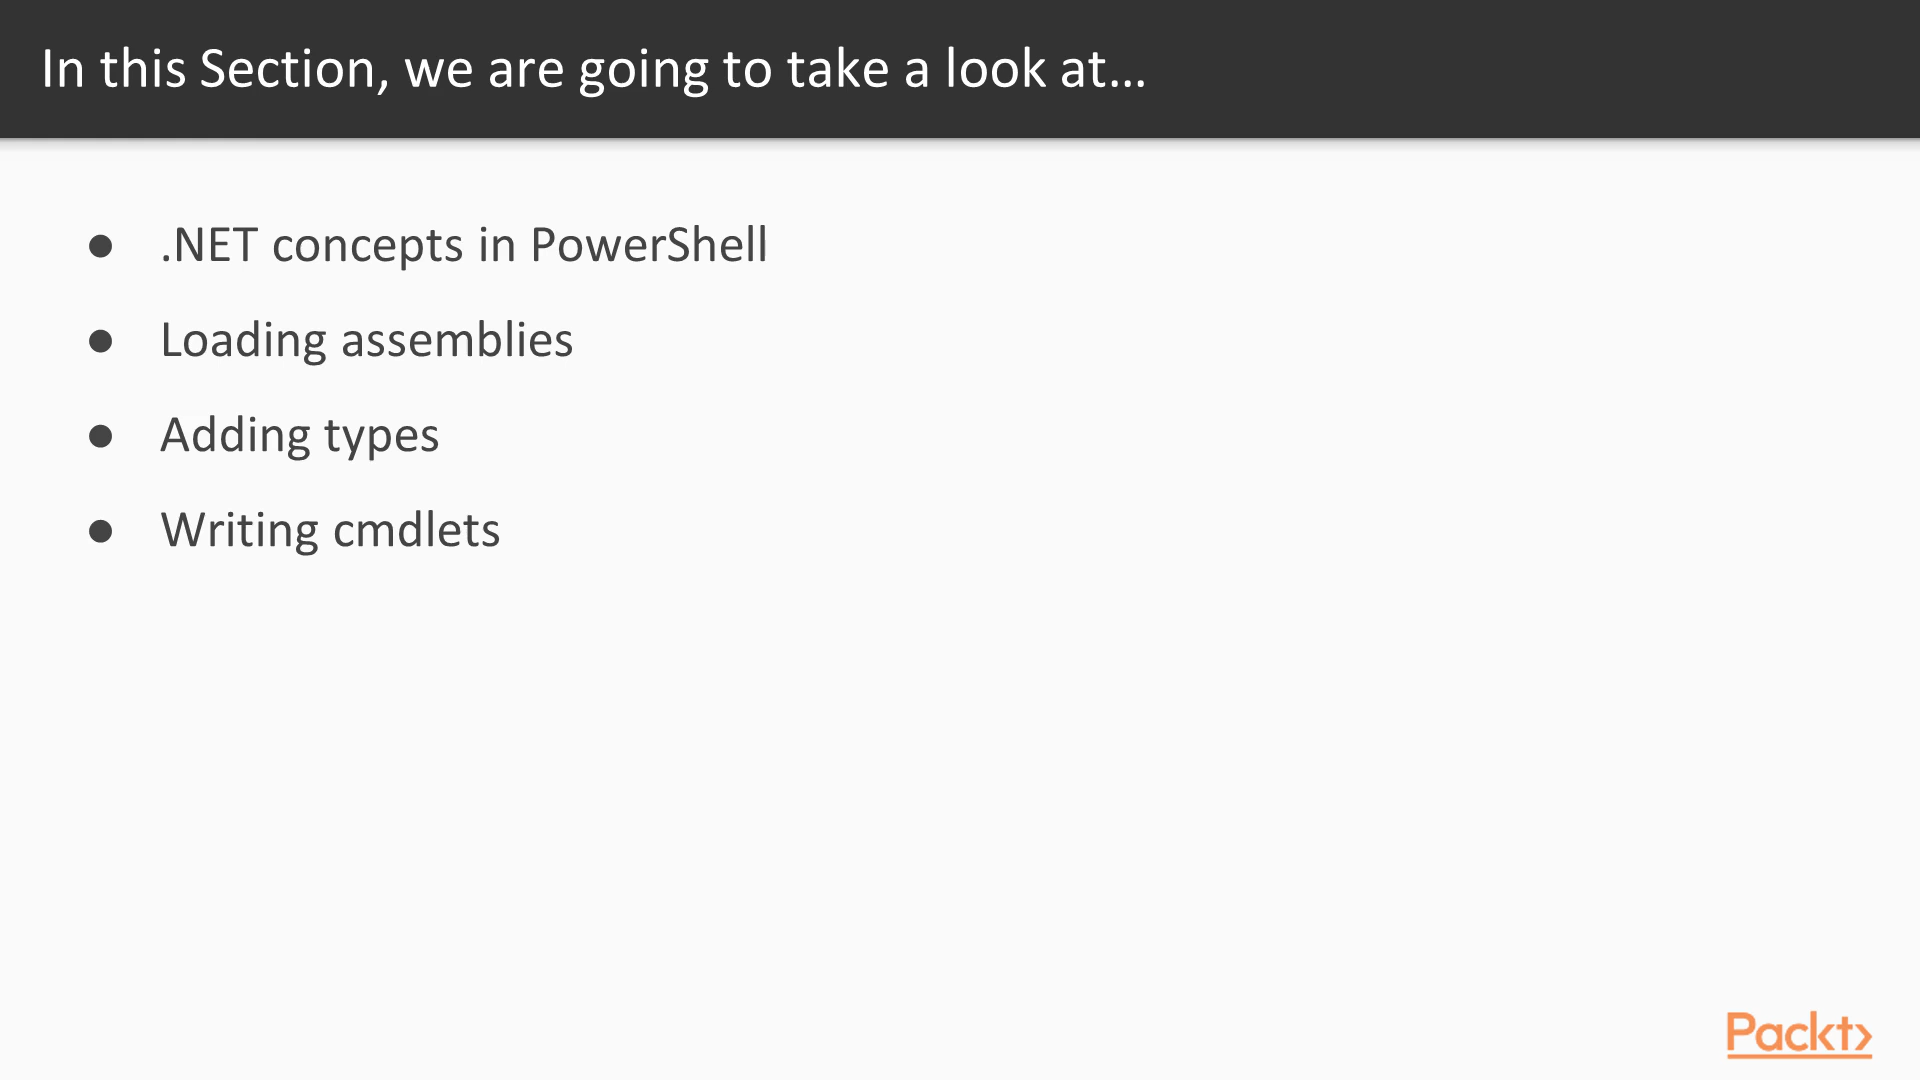 In this Section, we are going to take a look at...
● .NET concepts in PowerShell
● Loading assemblies
● Adding types
● Writing cmdlets
Packt>